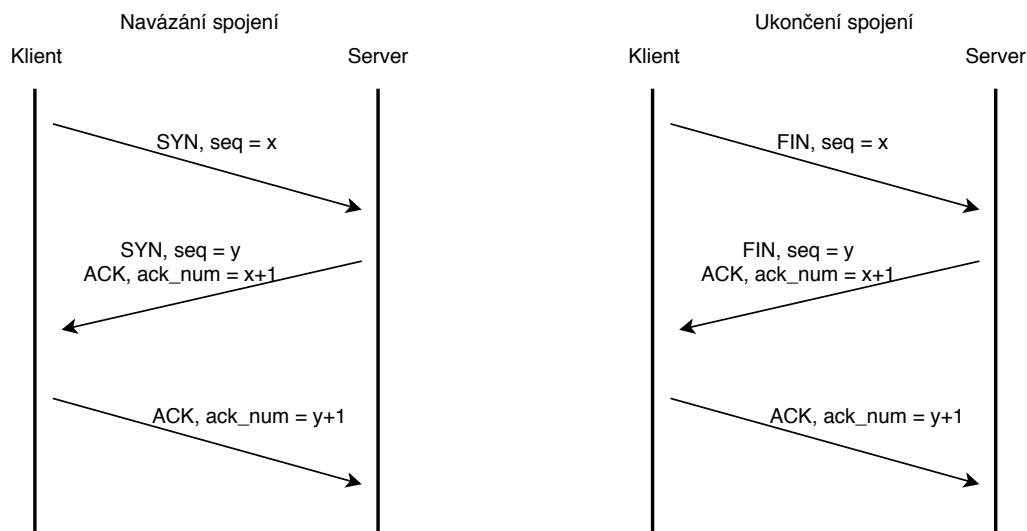 Navázání spojení
Klient
Server
SYN, seq = x
SYN, seq = y
ACK, ack_num = x+1
ACK, ack_num = y+1
Ukončení spojení
Klient
Server
FIN, seq = x
FIN, seq = y
ACK, ack_num = x+1
ACK, ack_num = y+1